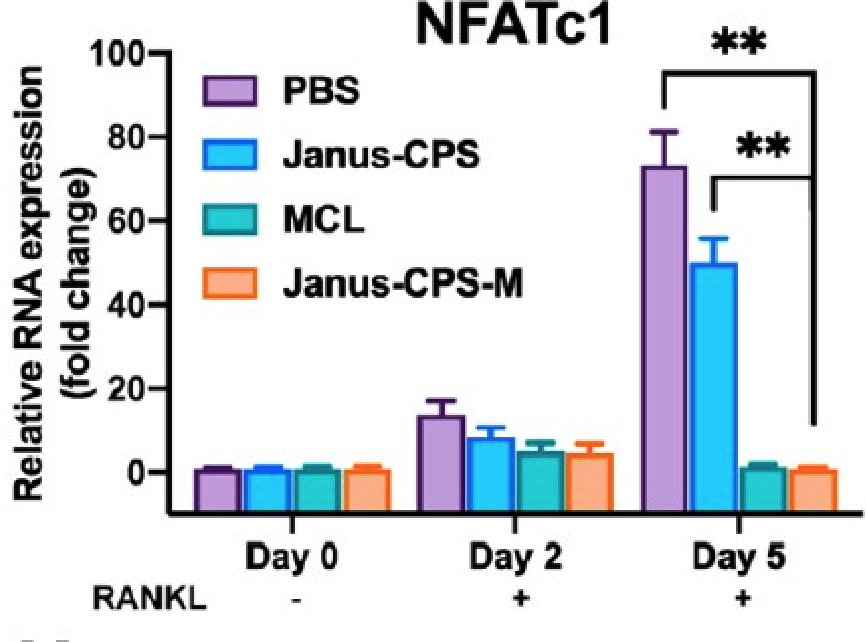 NFATc1
Relative RNA expression
(fold change)
100
80
60
40
20
0
PBS
Janus-CPS
MCL
Janus-CPS-M
**
**
Day 0 Day 2 Day 5
RANKL - + +